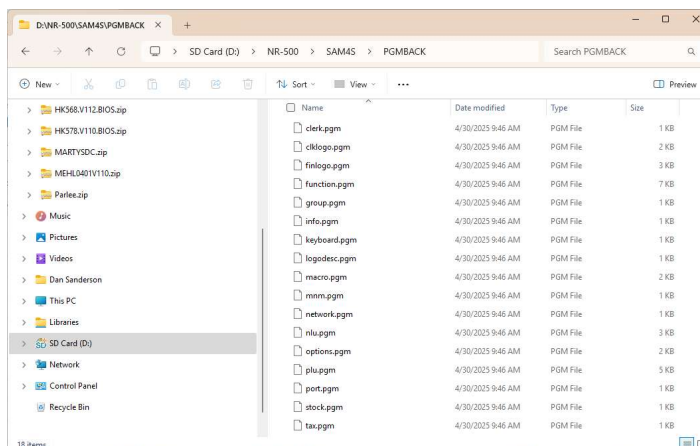 D:\NR-500\SAM4S\PGMBACK
SD Card (D:) > NR-500 > SAM4S > PGMBACK
Search PGMBACK
New
Sort
View
Preview
HK568.V112.BIOS.zip
HK578.V110.BIOS.zip
MARTYSDC.zip
MEHL0401V110.zip
Parlee.zip
Music
Pictures
Videos
Dan Sanderson
This PC
Libraries
SD Card (D:)
Network
Control Panel
Recycle Bin
Name Date modified Type Size
clerk.pgm 4/30/2025 9:46 AM PGM File 1 KB
clklogo.pgm 4/30/2025 9:46 AM PGM File 2 KB
finlogo.pgm 4/30/2025 9:46 AM PGM File 3 KB
function.pgm 4/30/2025 9:46 AM PGM File 7 KB
group.pgm 4/30/2025 9:46 AM PGM File 1 KB
info.pgm 4/30/2025 9:46 AM PGM File 1 KB
keyboard.pgm 4/30/2025 9:46 AM PGM File 1 KB
logodesc.pgm 4/30/2025 9:46 AM PGM File 1 KB
macro.pgm 4/30/2025 9:46 AM PGM File 2 KB
mnm.pgm 4/30/2025 9:46 AM PGM File 1 KB
network.pgm 4/30/2025 9:46 AM PGM File 1 KB
nlu.pgm 4/30/2025 9:46 AM PGM File 3 KB
options.pgm 4/30/2025 9:46 AM PGM File 2 KB
plu.pgm 4/30/2025 9:46 AM PGM File 5 KB
port.pgm 4/30/2025 9:46 AM PGM File 1 KB
stock.pgm 4/30/2025 9:46 AM PGM File 1 KB
tax.pgm 4/30/2025 9:46 AM PGM File 1 KB
18 items